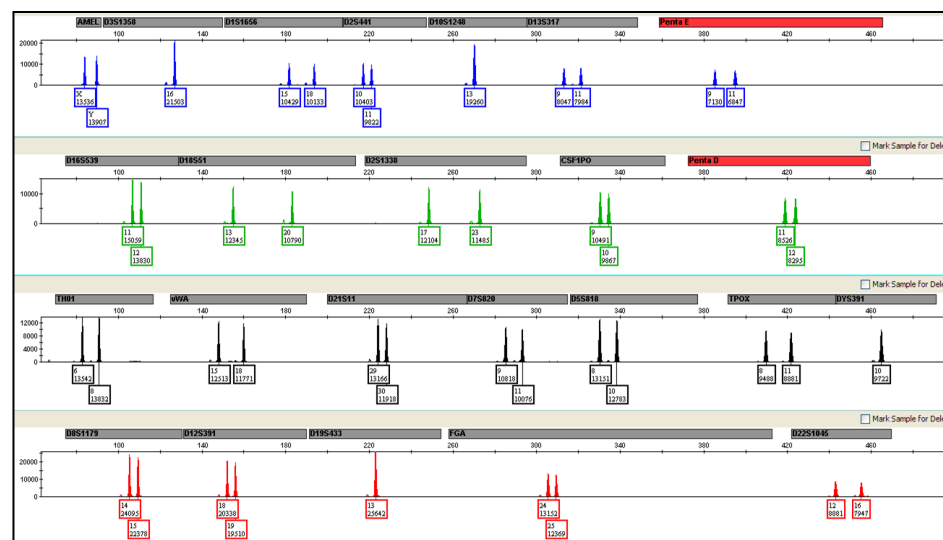 AMEL D3S1358 D1S1656 D2S441 D10S1248 D13S317 Penta E
100 140 180 220 260 300 340 380 420 460
20000
10000
0
X 16 15 18 10 13 9 11 9 11
13536 21503 10429 10133 10403 19260 8047 7984 7130 6847
Y 11
13907 9822
Mark Sample for Dele
D16S539 D18S51 D2S1338 CSF1PO Penta D
100 140 180 220 260 300 340 380 420 460
10000
0
11 13 20 17 23 9 11
15059 12345 10790 12104 11485 10491 8526
12 10 12
13830 9867 8295
Mark Sample for Dele
TH01 vWA D21S11 D7S820 D5S818 TPOX DYS391
100 140 180 220 260 300 340 380 420 460
12000
8000
4000
0
6 15 18 29 9 8 8 11 10
13542 12513 11771 13166 10818 13151 9488 8881 9722
8 30 11 10
13832 11918 10076 12783
Mark Sample for Dele
D8S1179 D12S391 D19S433 FGA D22S1045
100 140 180 220 260 300 340 380 420 460
20000
10000
0
14 18 13 24 12 16
24095 20338 25642 13152 8881 7947
15 19 25
22378 19510 12369